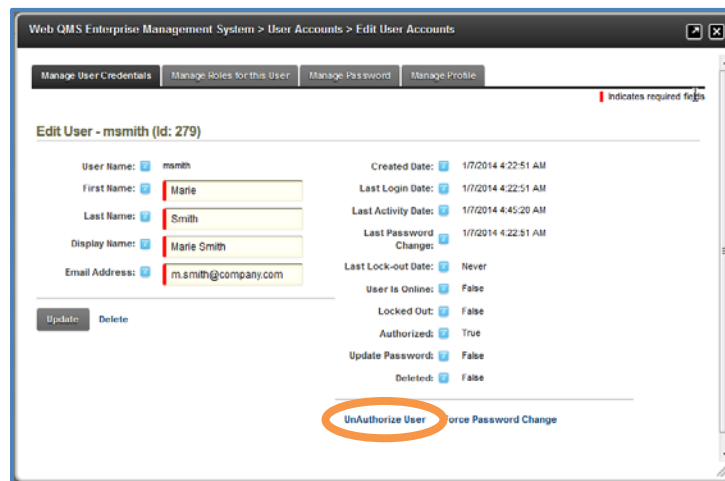 Web QMS Enterprise Management System > User Accounts > Edit User Accounts
Manage User Credentials Manage Roles for this User Manage Password Manage Profile
Indicates required fields
Edit User - msmith (Id: 279)
User Name: msmith
First Name: Marie
Last Name: Smith
Display Name: Marie Smith
Email Address: m.smith@company.com
Update Delete
Created Date: 1/7/2014 4:22:51 AM
Last Login Date: 1/7/2014 4:22:51 AM
Last Activity Date: 1/7/2014 4:45:20 AM
Last Password Change: 1/7/2014 4:22:51 AM
Last Lock-out Date: Never
User Is Online: False
Locked Out: False
Authorized: True
Update Password: False
Deleted: False
UnAuthorize User Force Password Change